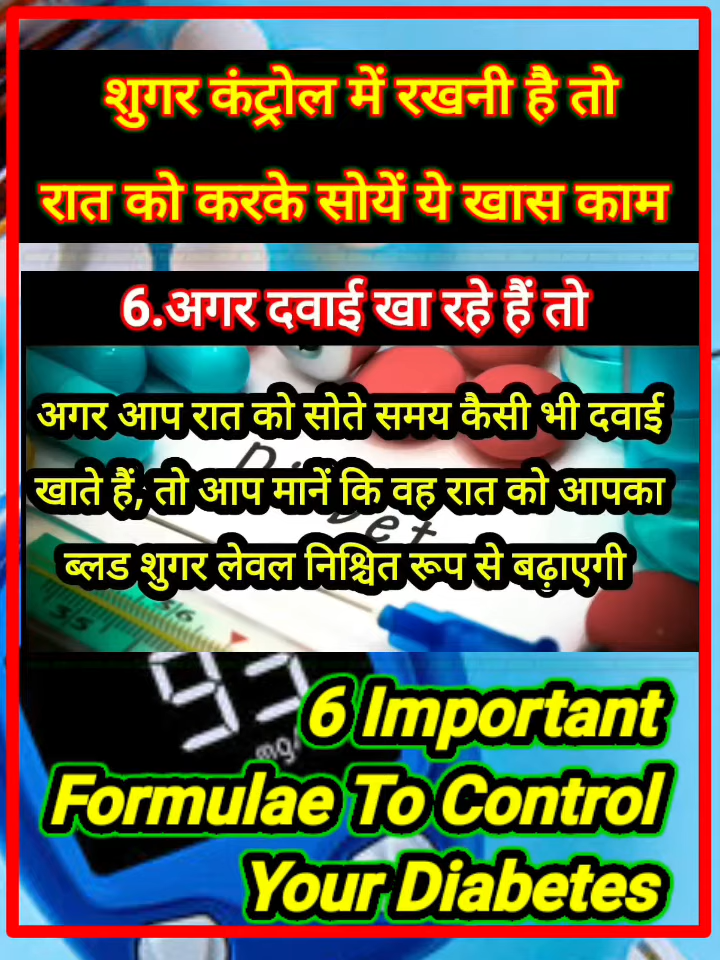 शुगर कंट्रोल में रखनी है तो
रात को करके सोयें ये खास काम
6.अगर दवाई खा रहे हैं तो
अगर आप रात को सोते समय कैसी भी दवाई
खाते हैं, तो आप मानें कि वह रात को आपका
ब्लड शुगर लेवल निश्चित रूप से बढ़ाएगी
35
6 Important
Formulae To Control
Your Diabetes